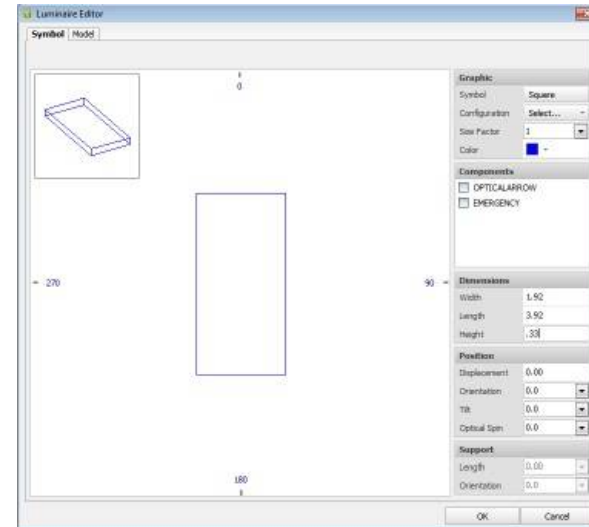 Luminaire Editor
Symbol Model
0
270
90
180
Graphic
Symbol Square
Configuration Select...
Size Factor 1
Color
Components
OPTICALARROW
EMERGENCY
Dimensions
Width 1.92
Length 3.92
Height .33
Position
Displacement 0.00
Orientation 0.0
Tilt 0.0
Optical Spin 0.0
Support
Length 0.00
Orientation 0.0
OK Cancel